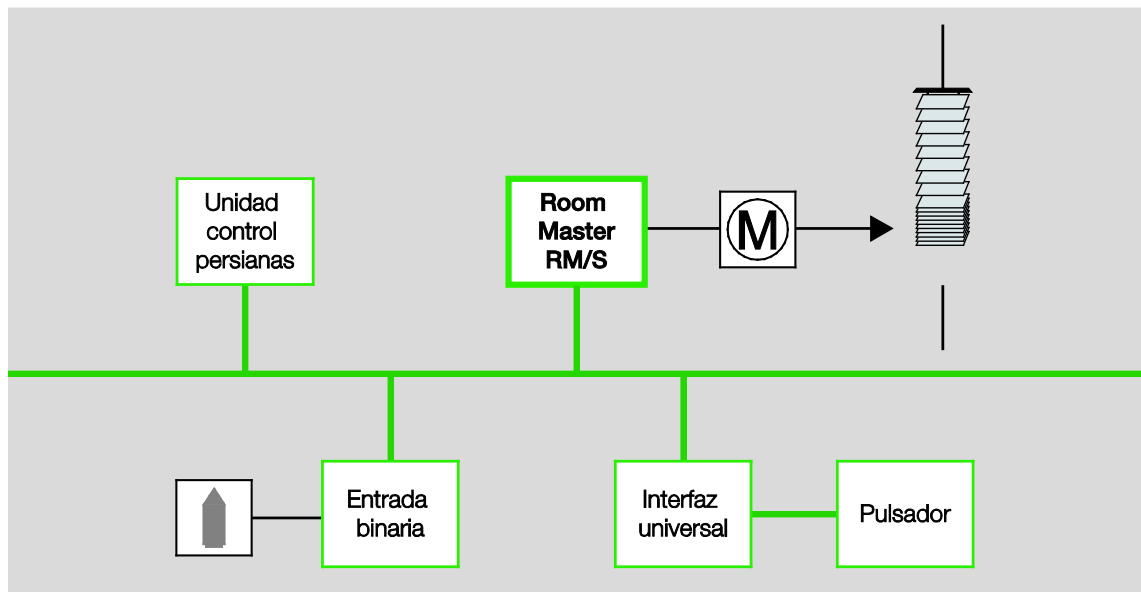 Unidad
control
persianas
Room
Master
RM/S
M
Entrada
binaria
Interfaz
universal
Pulsador